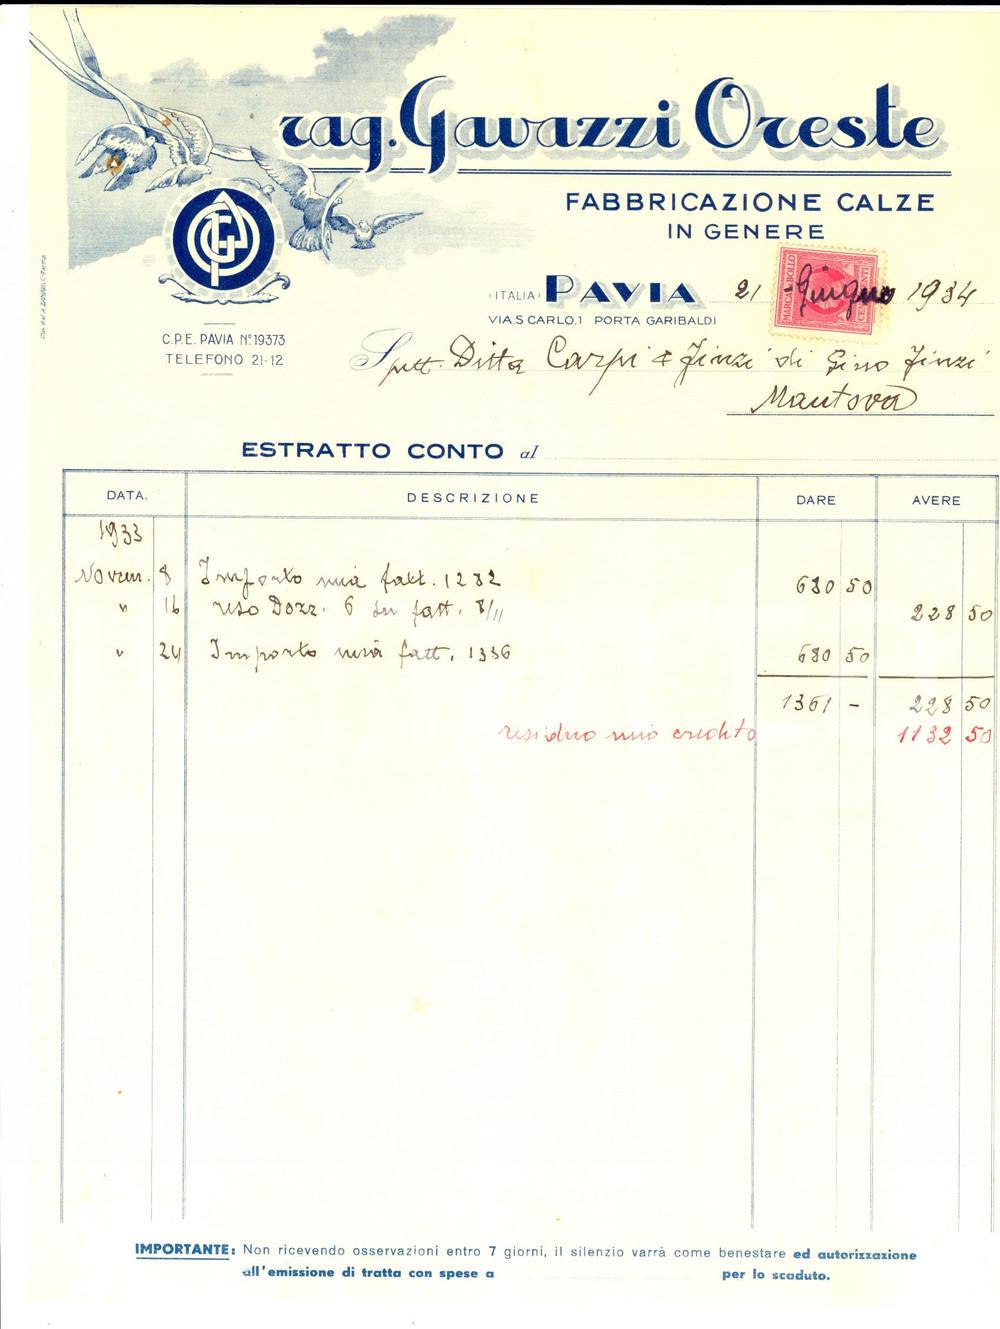 rag. Gavazzi Oreste
FABBRICAZIONE CALZE
IN GENERE
(ITALIA) PAVIA 21 - Giugno 1934
MARCA DA BOLLO
VIA. S CARLO, 1 PORTA GARIBALDI
C.P.E. PAVIA Nº 19373
TELEFONO 21-12
Spett. Ditta Carpi & Finzi di Gino Finzi
Mantova
ESTRATTO CONTO al
DATA. DESCRIZIONE DARE AVERE
1933
Novem. 8 Importo mia fatt. 1282 680 50
" 16 reso Dozz. 6 su fatt. 8/11 228 50
" 24 Importo mia fatt. 1336 680 50
1361 - 228 50
residuo mio credito 1132 50
IMPORTANTE: Non ricevendo osservazioni entro 7 giorni, il silenzio varrà come benestare ed autorizzazione
all'emissione di tratta con spese a per lo scaduto.